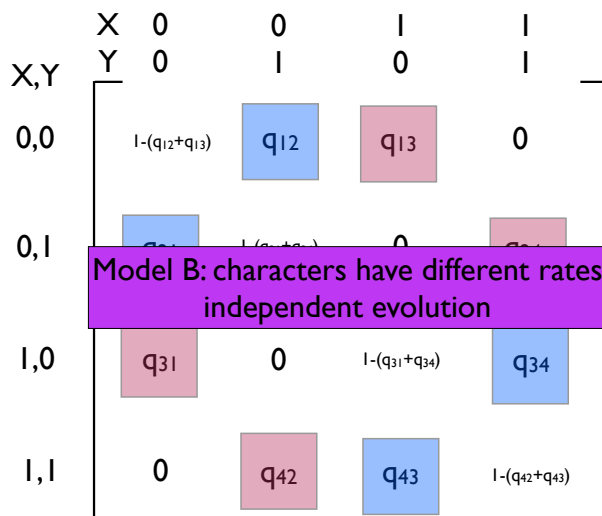 X 0 0 1 1
Y 0 1 0 1
X,Y
0,0 1-(q12+q13) q12 q13 0
0,1
Model B: characters have different rates
independent evolution
1,0 q31 0 1-(q31+q34) q34
1,1 0 q42 q43 1-(q42+q43)